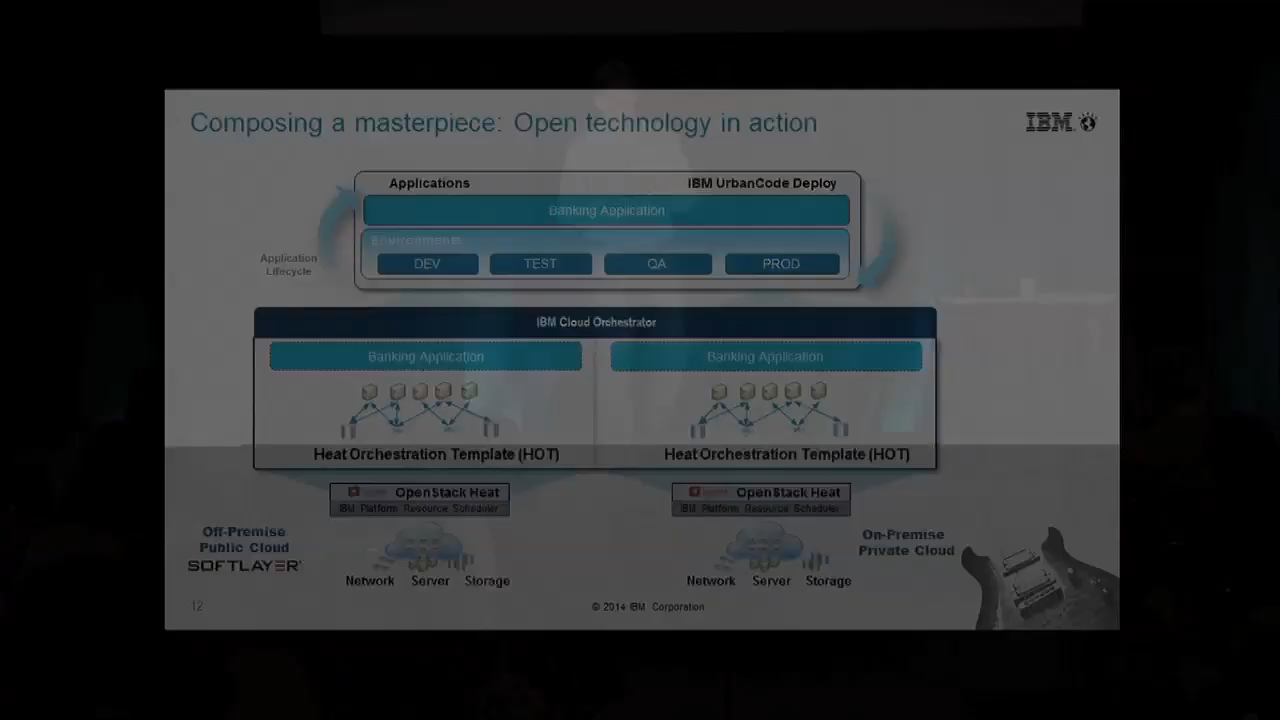 Composing a masterpiece: Open technology in action
IBM
Applications
IBM UrbanCode Deploy
Banking Application
Environments
DEV
TEST
QA
PROD
Application
Lifecycle
IBM Cloud Orchestrator
Banking Application
Banking Application
Heat Orchestration Template (HOT)
Heat Orchestration Template (HOT)
OpenStack Heat
IBM Platform Resource Scheduler
OpenStack Heat
IBM Platform Resource Scheduler
Off-Premise
Public Cloud
SOFTLAYER
On-Premise
Private Cloud
Network Server Storage
Network Server Storage
12
© 2014 IBM Corporation